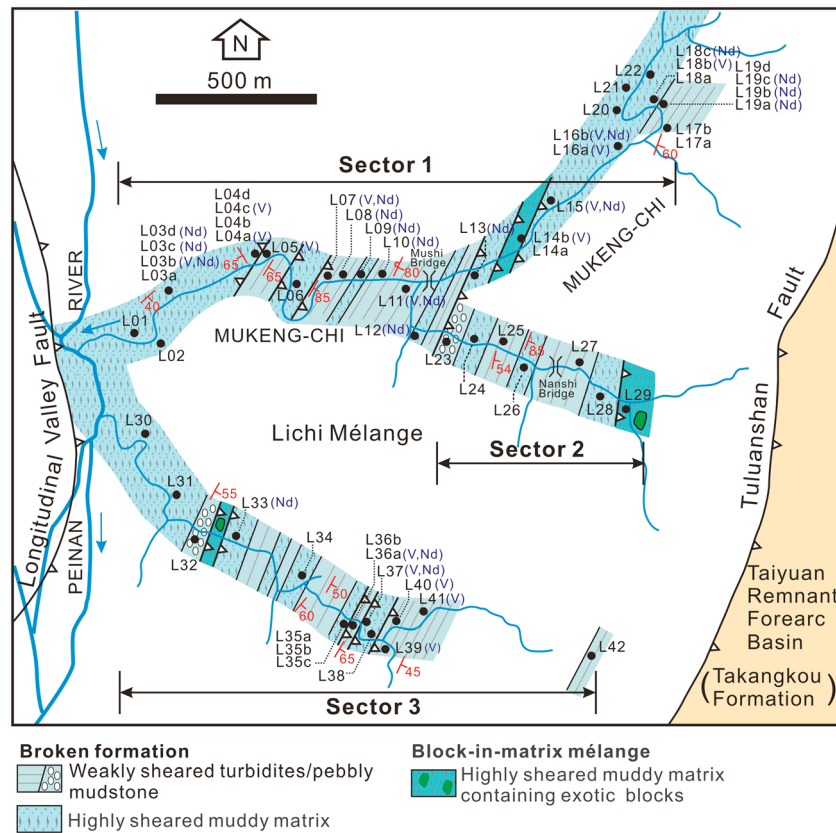 N
500 m
Sector 1
L22
L21
L20
L18c(Nd)
L18b(V)
L18a
L19d
L19c(Nd)
L19b(Nd)
L19a(Nd)
L17b
L17a
60
L16b(V,Nd)
L16a(V)
L15(V,Nd)
L14b(V)
L14a
L13(Nd)
MUKENG-CHI
L04d
L04c(V)
L04b
L04a(V)
L05(V)
L07(V,Nd)
L08(Nd)
L09(Nd)
L10(Nd)
80
Mushi
Bridge
L03d(Nd)
L03c(Nd)
L03b(V,Nd)
L03a
65
65
L06
85
40
L11(V,Nd)
L12(Nd)
L01
L02
MUKENG-CHI
RIVER
PEINAN
Longitudinal Valley Fault
L23
L24
L25
L26
54
85
Nanshi
Bridge
L27
L28
L29
Lichi Mélange
Sector 2
Tuluanshan
Fault
L30
L31
55
L32
L33(Nd)
L34
50
60
L36b
L36a(V,Nd)
L37(V,Nd)
L40(V)
L41(V)
L35a
L35b
L35c
65
L38
L39(V)
45
L42
Sector 3
Taiyuan
Remnant
Forearc
Basin
(Takangkou
Formation)
Broken formation
Weakly sheared turbidites/pebbly
mudstone
Highly sheared muddy matrix
Block-in-matrix mélange
Highly sheared muddy matrix
containing exotic blocks